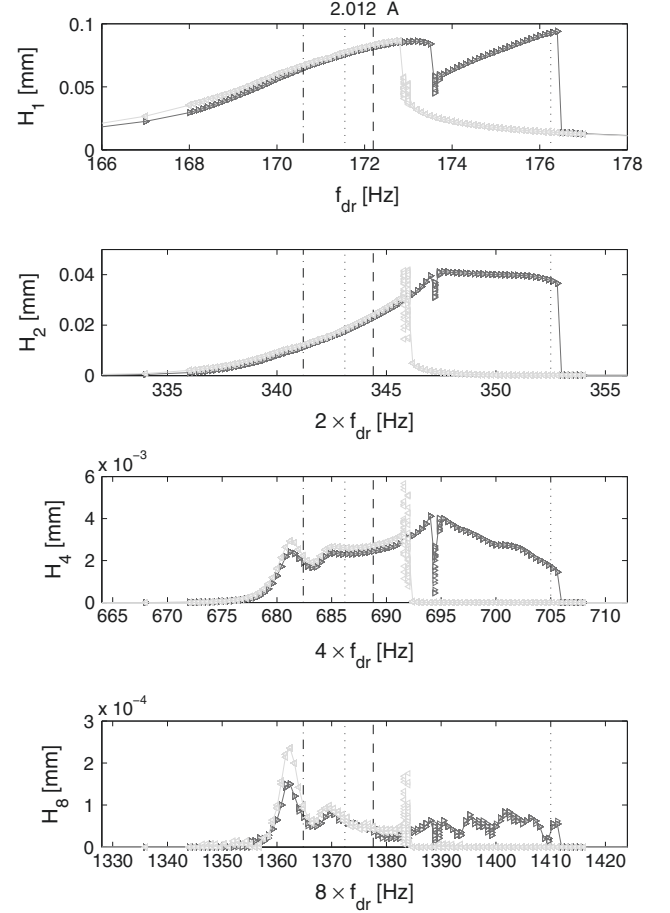 2.012 A
0.1
0.05
0
H1 [mm]
166 168 170 172 174 176 178
fdr [Hz]
0.04
0.02
0
H2 [mm]
335 340 345 350 355
2 × fdr [Hz]
x 10^−3
6
4
2
0
H4 [mm]
665 670 675 680 685 690 695 700 705 710
4 × fdr [Hz]
x 10^−4
3
2
1
0
H8 [mm]
1330 1340 1350 1360 1370 1380 1390 1400 1410 1420
8 × fdr [Hz]